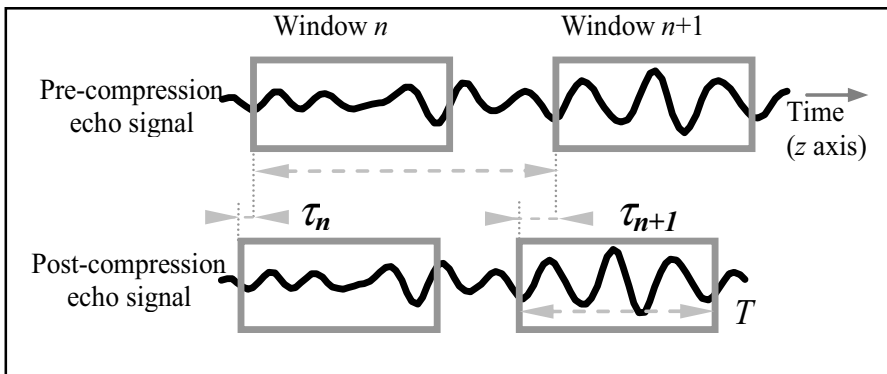 Window n
Window n+1
Pre-compression
echo signal
Time
(z axis)
τn
τn+1
Post-compression
echo signal
T